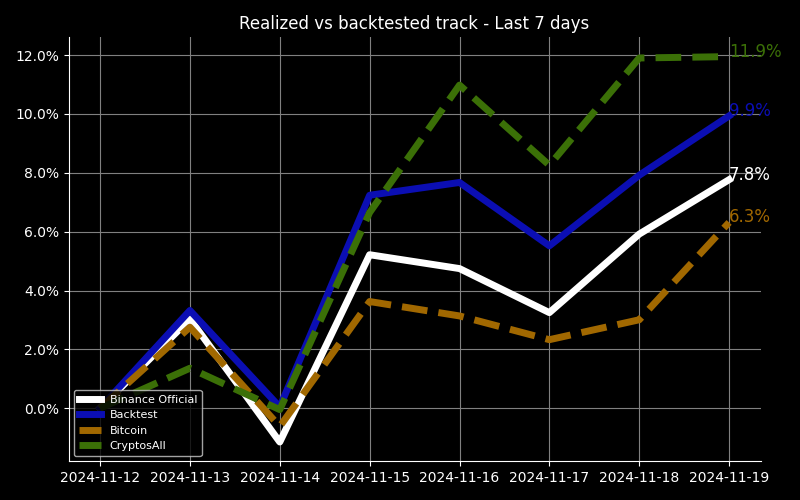 Realized vs backtested track - Last 7 days
12.0%
10.0%
8.0%
6.0%
4.0%
2.0%
0.0%
11.9%
9.9%
7.8%
6.3%
Binance Official
Backtest
Bitcoin
CryptosAll
2024-11-12 2024-11-13 2024-11-14 2024-11-15 2024-11-16 2024-11-17 2024-11-18 2024-11-19